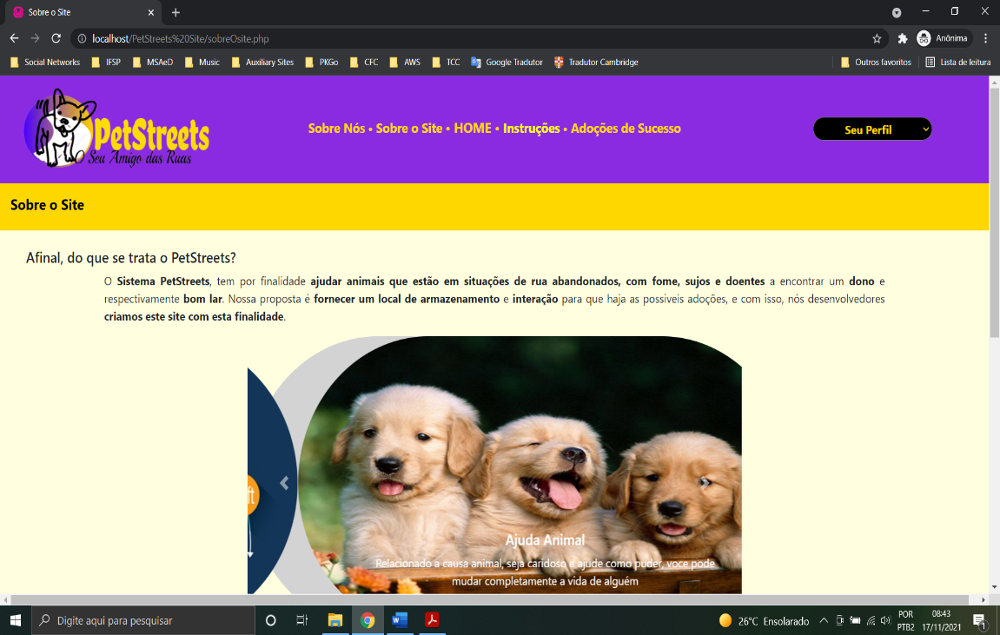 Sobre o Site
localhost/PetStreets%20Site/sobreOsite.php
Anônima
Social Networks IFSP MSAeD Music Auxiliary Sites PKGo CFC AWS TCC Google Tradutor Tradutor Cambridge Outros favoritos Lista de leitura
PetStreets
O Seu Amigo das Ruas
Sobre Nós • Sobre o Site • HOME • Instruções • Adoções de Sucesso
Seu Perfil
Sobre o Site
Afinal, do que se trata o PetStreets?
O Sistema PetStreets, tem por finalidade ajudar animais que estão em situações de rua abandonados, com fome, sujos e doentes a encontrar um dono e
respectivamente bom lar. Nossa proposta é fornecer um local de armazenamento e interação para que haja as possiveis adoções, e com isso, nós desenvolvedores
criamos este site com esta finalidade.
Ajuda Animal
Relacionado a causa animal, seja caridoso e ajude como puder, voce pode
mudar completamente a vida de alguém
Digite aqui para pesquisar
26°C Ensolarado
POR
PTB2
08:43
17/11/2021
1